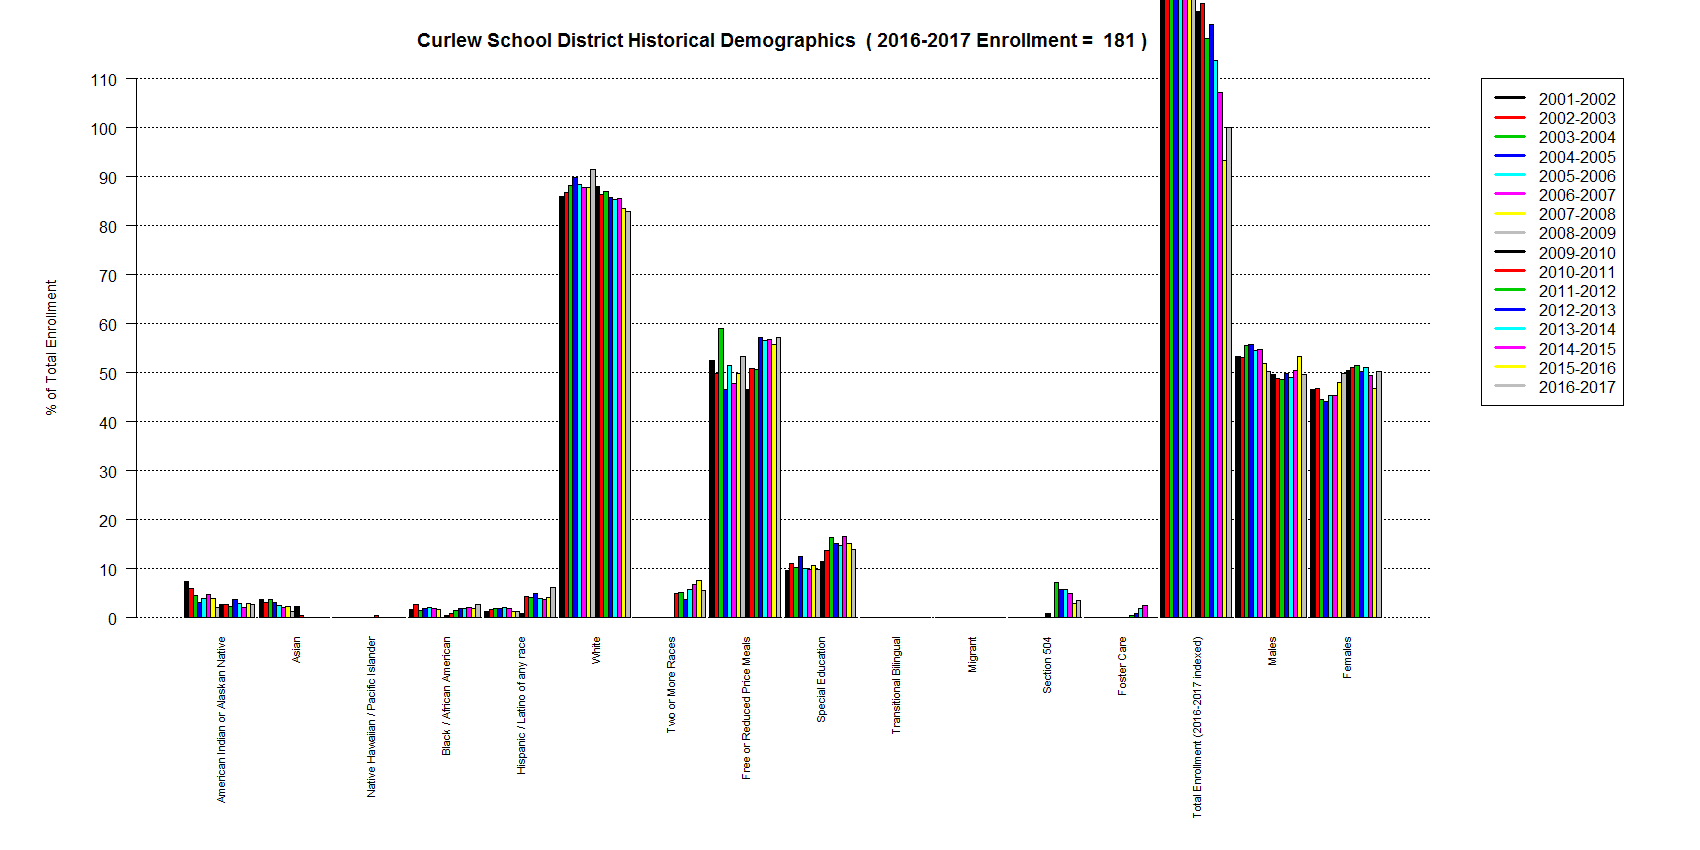 Curlew School District Historical Demographics ( 2016-2017 Enrollment = 181 )
% of Total Enrollment
110
100
90
80
70
60
50
40
30
20
10
0
American Indian or Alaskan Native
Asian
Native Hawaiian / Pacific Islander
Black / African American
Hispanic / Latino of any race
White
Two or More Races
Free or Reduced Price Meals
Special Education
Transitional Bilingual
Migrant
Section 504
Foster Care
Total Enrollment (2016-2017 indexed)
Males
Females
2001-2002
2002-2003
2003-2004
2004-2005
2005-2006
2006-2007
2007-2008
2008-2009
2009-2010
2010-2011
2011-2012
2012-2013
2013-2014
2014-2015
2015-2016
2016-2017